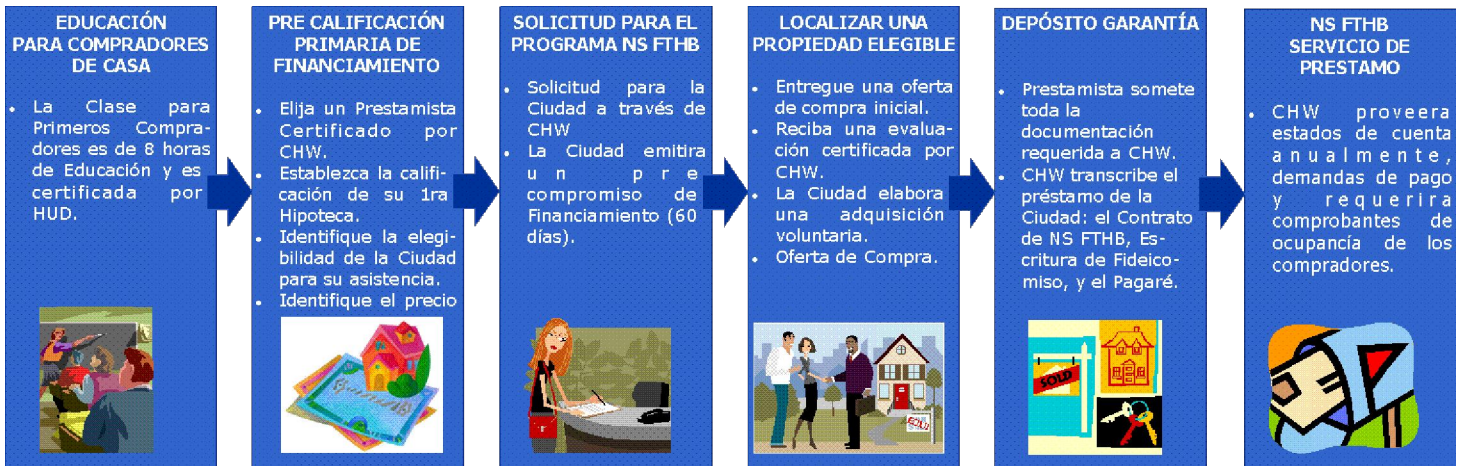 EDUCACIÓN
PARA COMPRADORES
DE CASA
• La Clase para
Primeros Compra-
dores es de 8 horas
de Educación y es
certificada por
HUD.
PRE CALIFICACIÓN
PRIMARIA DE
FINANCIAMIENTO
• Elija un Prestamista
Certificado por
CHW.
• Establezca la califi-
cación de su 1ra
Hipoteca.
• Identifique la elegi-
bilidad de la Ciudad
para su asistencia.
• Identifique el precio
SOLICITUD PARA EL
PROGRAMA NS FTHB
• Solicitud para la
Ciudad a través de
CHW
• La Ciudad emitira
un pre
compromiso de
Financiamiento (60
días).
LOCALIZAR UNA
PROPIEDAD ELEGIBLE
• Entregue una oferta
de compra inicial.
• Reciba una evalua-
ción certificada por
CHW.
• La Ciudad elabora
una adquisición
voluntaria.
• Oferta de Compra.
SOLD
DEPÓSITO GARANTÍA
• Prestamista somete
toda la
documentación
requerida a CHW.
• CHW transcribe el
préstamo de la
Ciudad: el Contrato
de NS FTHB, Es-
critura de Fideico-
miso, y el Pagaré.
SOLD
NS FTHB
SERVICIO DE
PRESTAMO
• CHW proveera
estados de cuenta
anualmente,
demandas de pago
y requerira
comprobantes de
ocupancía de los
compradores.